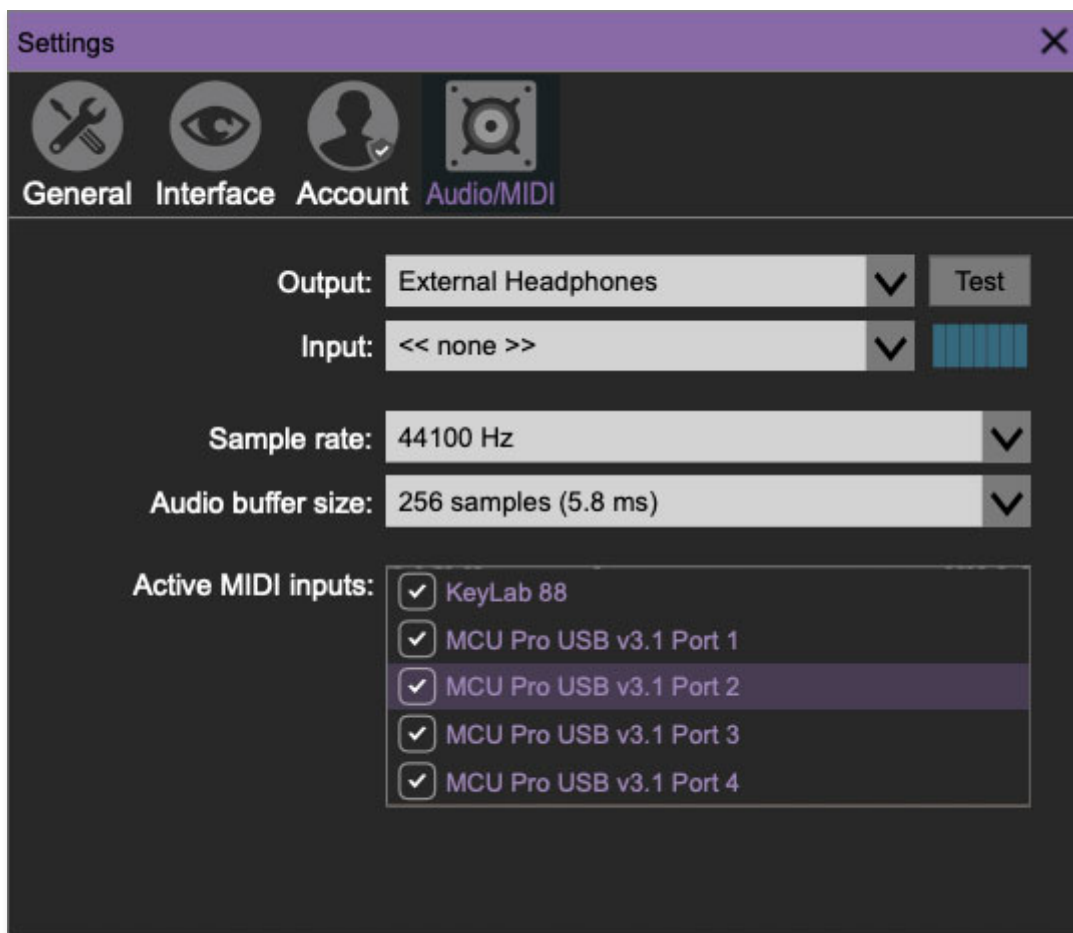 Settings
General Interface Account Audio/MIDI
Output: External Headphones Test
Input: << none >>
Sample rate: 44100 Hz
Audio buffer size: 256 samples (5.8 ms)
Active MIDI inputs: KeyLab 88
MCU Pro USB v3.1 Port 1
MCU Pro USB v3.1 Port 2
MCU Pro USB v3.1 Port 3
MCU Pro USB v3.1 Port 4